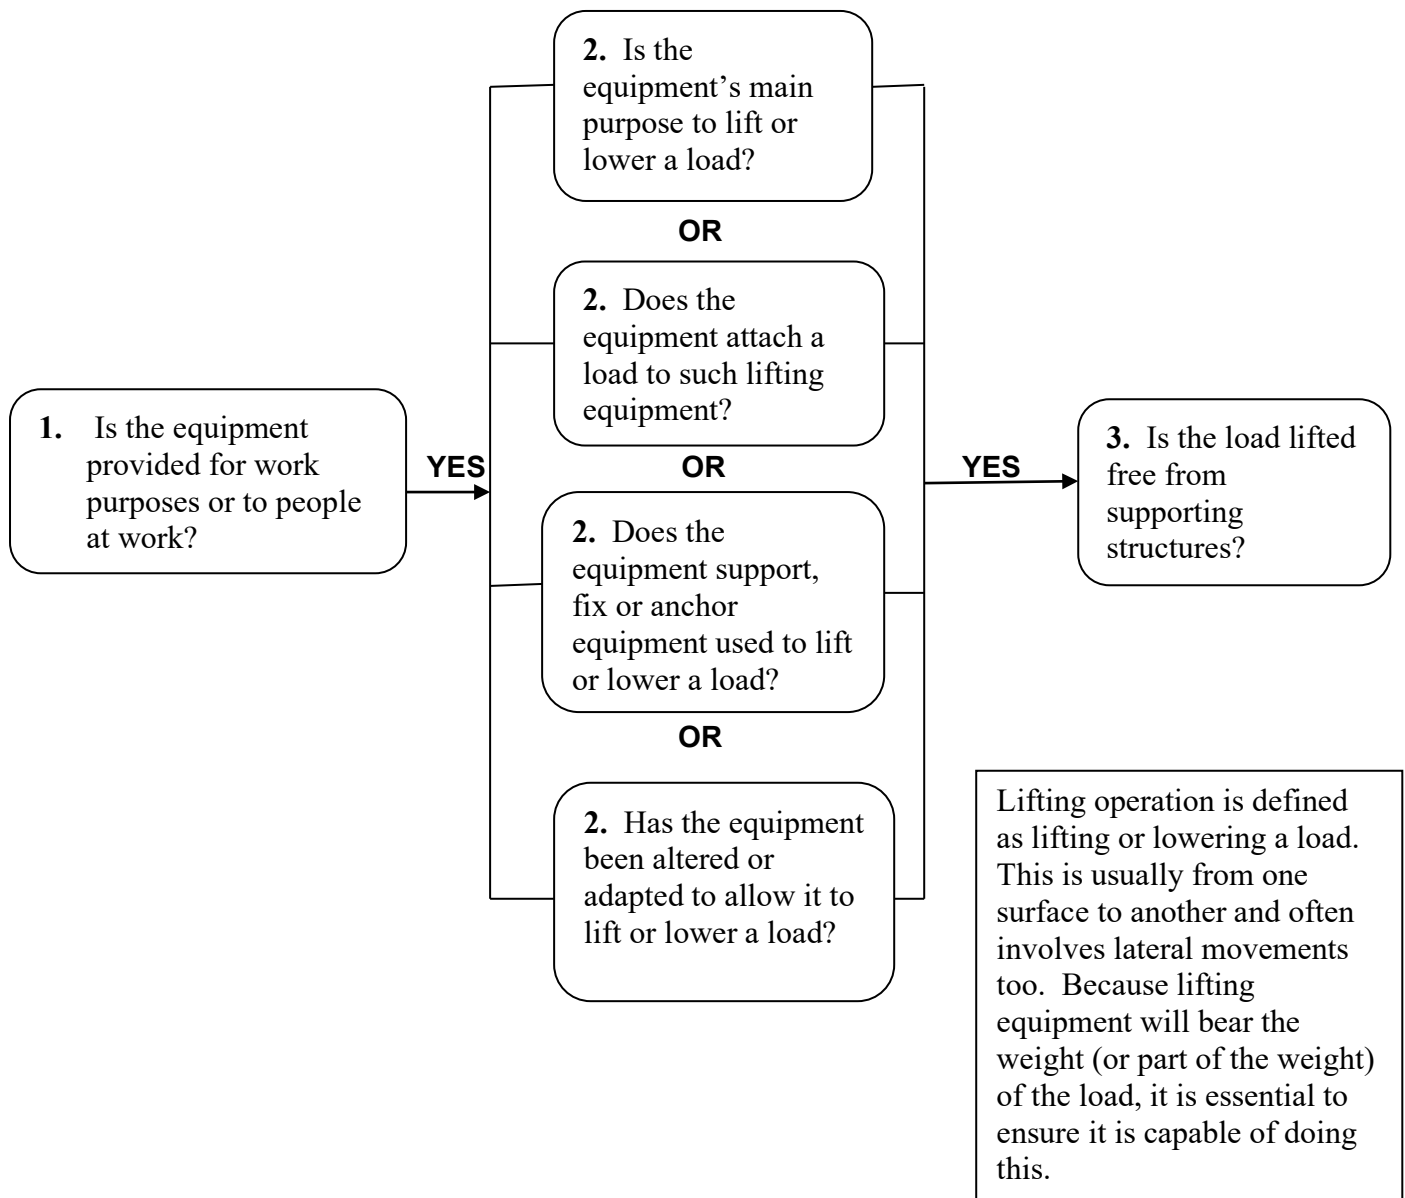 1.  Is the equipment
provided for work
purposes or to people
at work?
YES
2.  Is the
equipment’s main
purpose to lift or
lower a load?
OR
2.  Does the
equipment attach a
load to such lifting
equipment?
OR
2.  Does the
equipment support,
fix or anchor
equipment used to lift
or lower a load?
OR
2.  Has the equipment
been altered or
adapted to allow it to
lift or lower a load?
YES
3.  Is the load lifted
free from
supporting
structures?
Lifting operation is defined
as lifting or lowering a load.
This is usually from one
surface to another and often
involves lateral movements
too.  Because lifting
equipment will bear the
weight (or part of the weight)
of the load, it is essential to
ensure it is capable of doing
this.